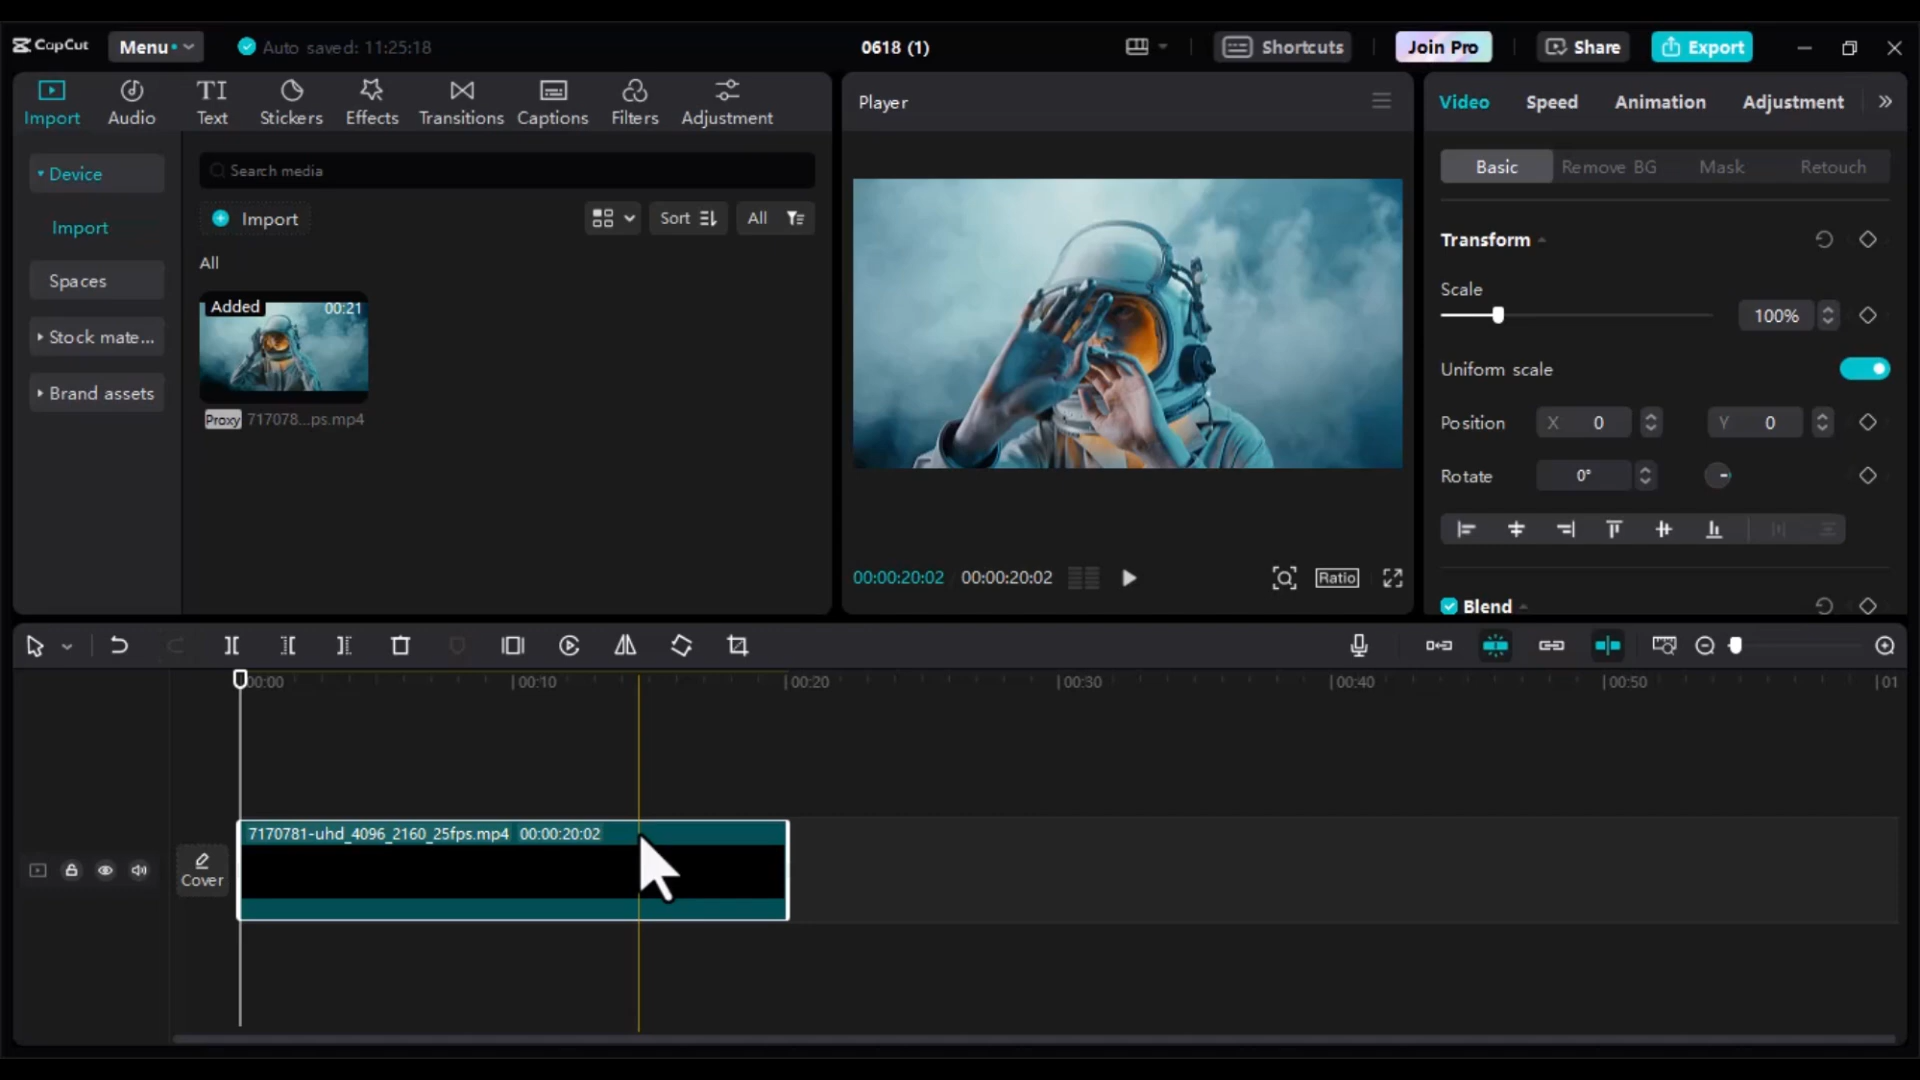 CapCut Menu Auto saved: 11:25:18 0618 (1) Shortcuts Join Pro Share Export
Import Audio Text Stickers Effects Transitions Captions Filters Adjustment
TI
Device
Import
Spaces
Stock mate...
Brand assets
Search media
Import Sort All
All
Added 00:21
Proxy 717078...ps.mp4
Player
00:00:20:02 00:00:20:02 Ratio
Video Speed Animation Adjustment
Basic Remove BG Mask Retouch
Transform
Scale
100%
Uniform scale
Position X 0 Y 0
Rotate 0°
Blend
00:00 00:10 00:20 00:30 00:40 00:50 01
7170781-uhd_4096_2160_25fps.mp4 00:00:20:02
Cover